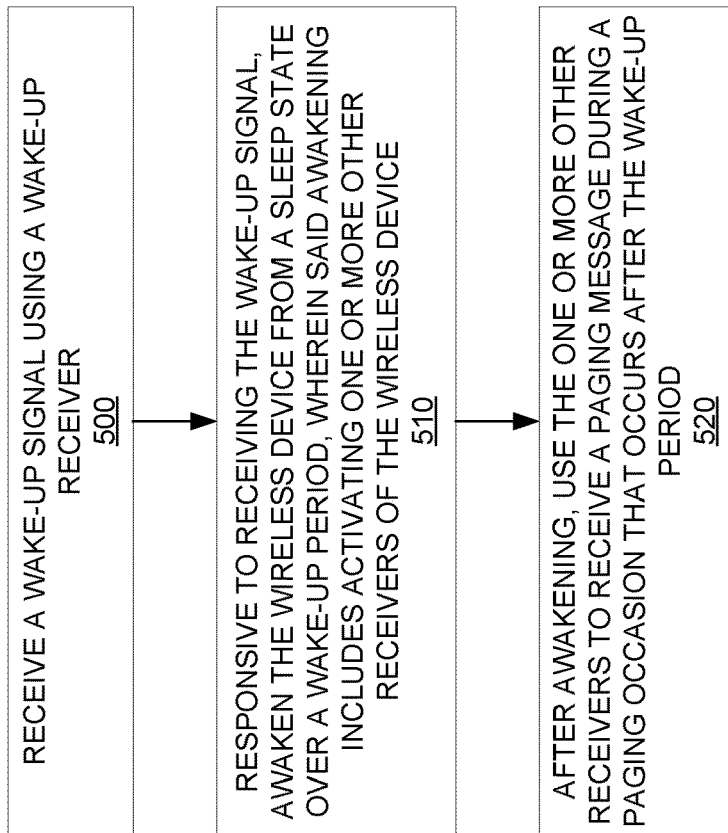 RECEIVE A WAKE-UP SIGNAL USING A WAKE-UP
RECEIVER
500
RESPONSIVE TO RECEIVING THE WAKE-UP SIGNAL,
AWAKEN THE WIRELESS DEVICE FROM A SLEEP STATE
OVER A WAKE-UP PERIOD, WHEREIN SAID AWAKENING
INCLUDES ACTIVATING ONE OR MORE OTHER
RECEIVERS OF THE WIRELESS DEVICE
510
AFTER AWAKENING, USE THE ONE OR MORE OTHER
RECEIVERS TO RECEIVE A PAGING MESSAGE DURING A
PAGING OCCASION THAT OCCURS AFTER THE WAKE-UP
PERIOD
520